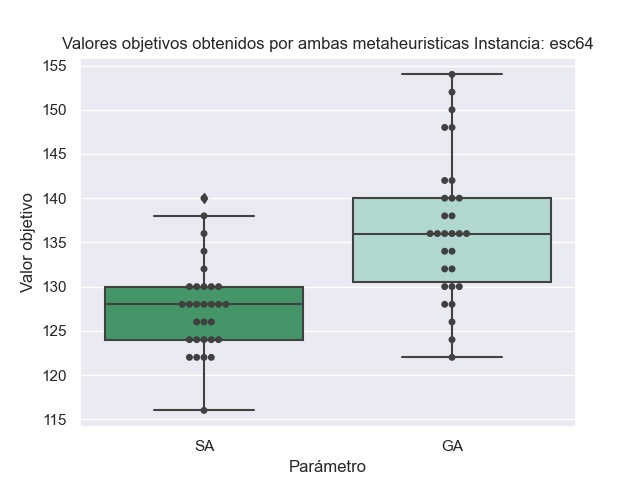 Valores objetivos obtenidos por ambas metaheuristicas Instancia: esc64
155
150
145
140
135
130
125
120
115
Valor objetivo
SA
GA
Parámetro